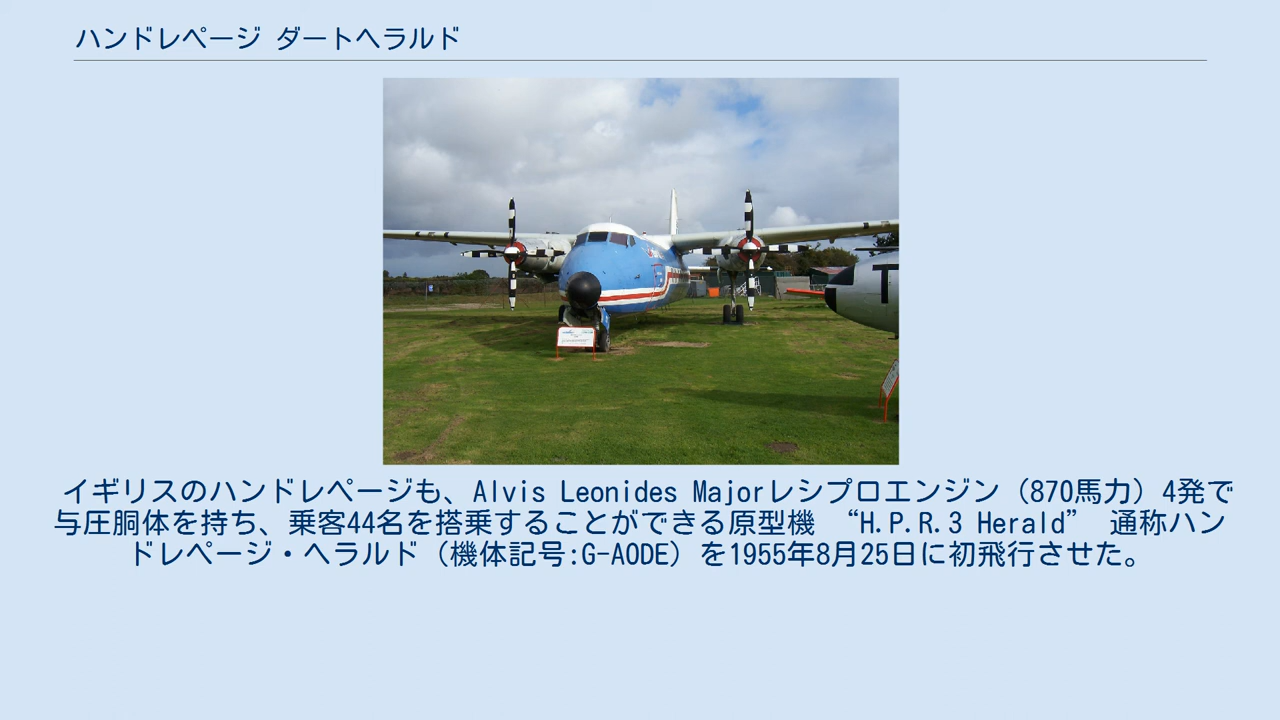 ハンドレページ ダートヘラルド
イギリスのハンドレページも、Alvis Leonides Majorレシプロエンジン（870馬力）4発で
与圧胴体を持ち、乗客44名を搭乗することができる原型機 “H.P.R.3 Herald” 通称ハン
ドレページ・ヘラルド（機体記号:G-AODE）を1955年8月25日に初飛行させた。